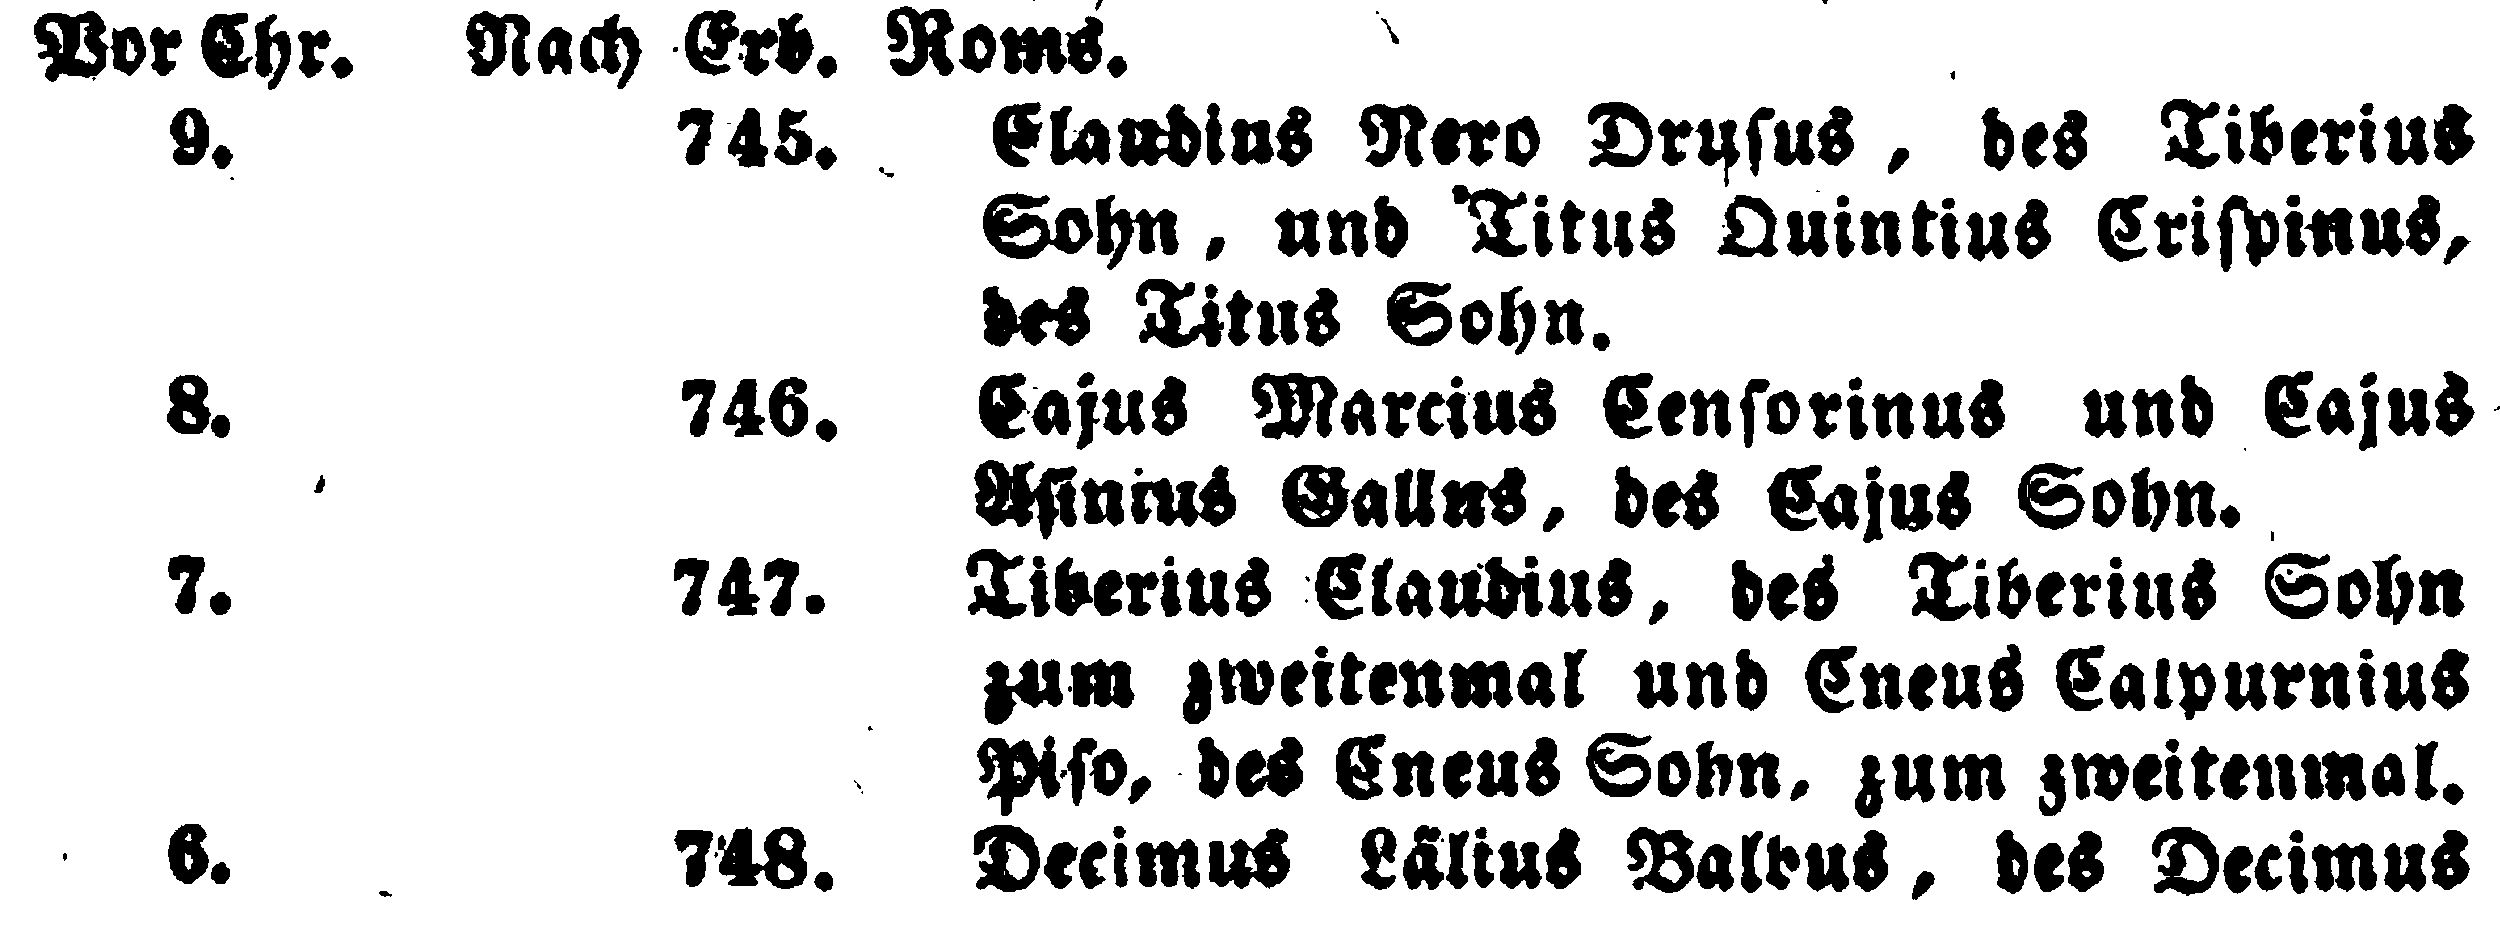 Vor Chr. Nach Erb. Roms.
9. 745. Claudius Nero Druſus, des Tiberius
Sohn, und Titus Quintius Criſpinus,
des Titus Sohn.
8. 746. Cajus Marcius Cenſorinus und Cajus
Aſinius Gallus, des Cajus Sohn.
7. 747. Tiberius Claudius, des Tiberius Sohn
zum zweitenmal und Cneus Calpurnius
Piſo, des Cneus Sohn, zum zweitenmal.
6. 748. Decimus Lälius Balbus, des Decimus